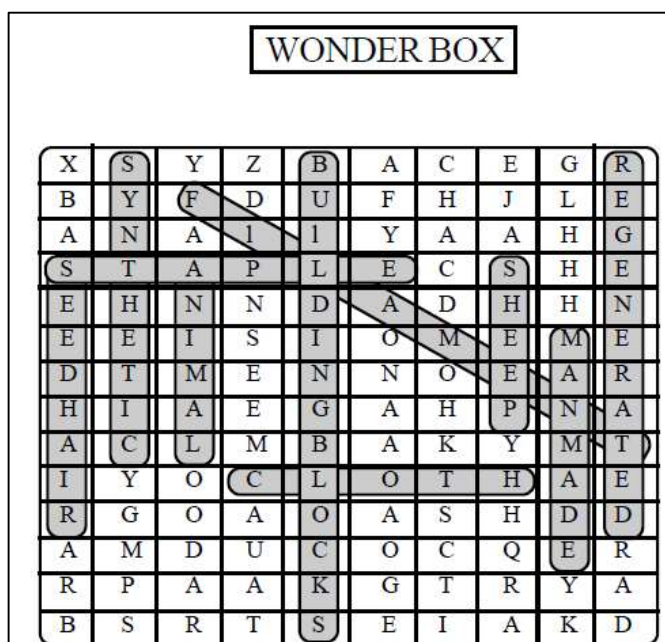 WONDER BOX
X S Y Z B A C E G R
B Y F D U F H J L E
A N A l l Y A A H G
S T A P L E C S H E
E H N N D A D H H N
E E I S I O M E M E
D T M E N N O E A R
H I A E G A H P N A
A C L M B A K Y M T
I Y O C L O T H A E
R G O A O A S H D D
A M D U C O C Q E R
R P A A K G T R Y A
B S R T S E I A K D